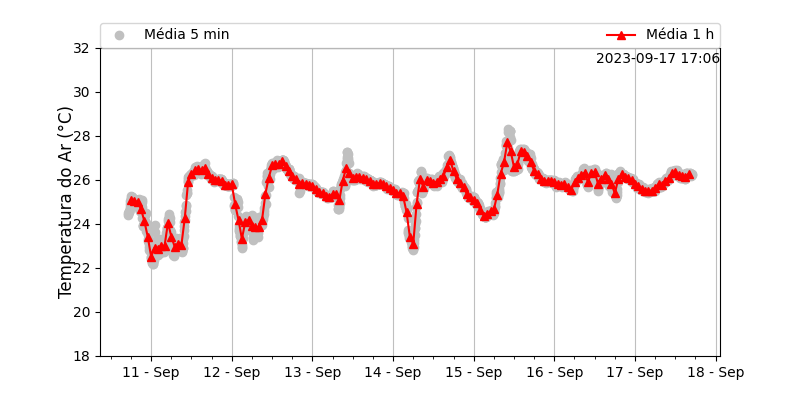 Média 5 min
Média 1 h
2023-09-17 17:06
Temperatura do Ar (°C)
32
30
28
26
24
22
20
18
11 - Sep
12 - Sep
13 - Sep
14 - Sep
15 - Sep
16 - Sep
17 - Sep
18 - Sep